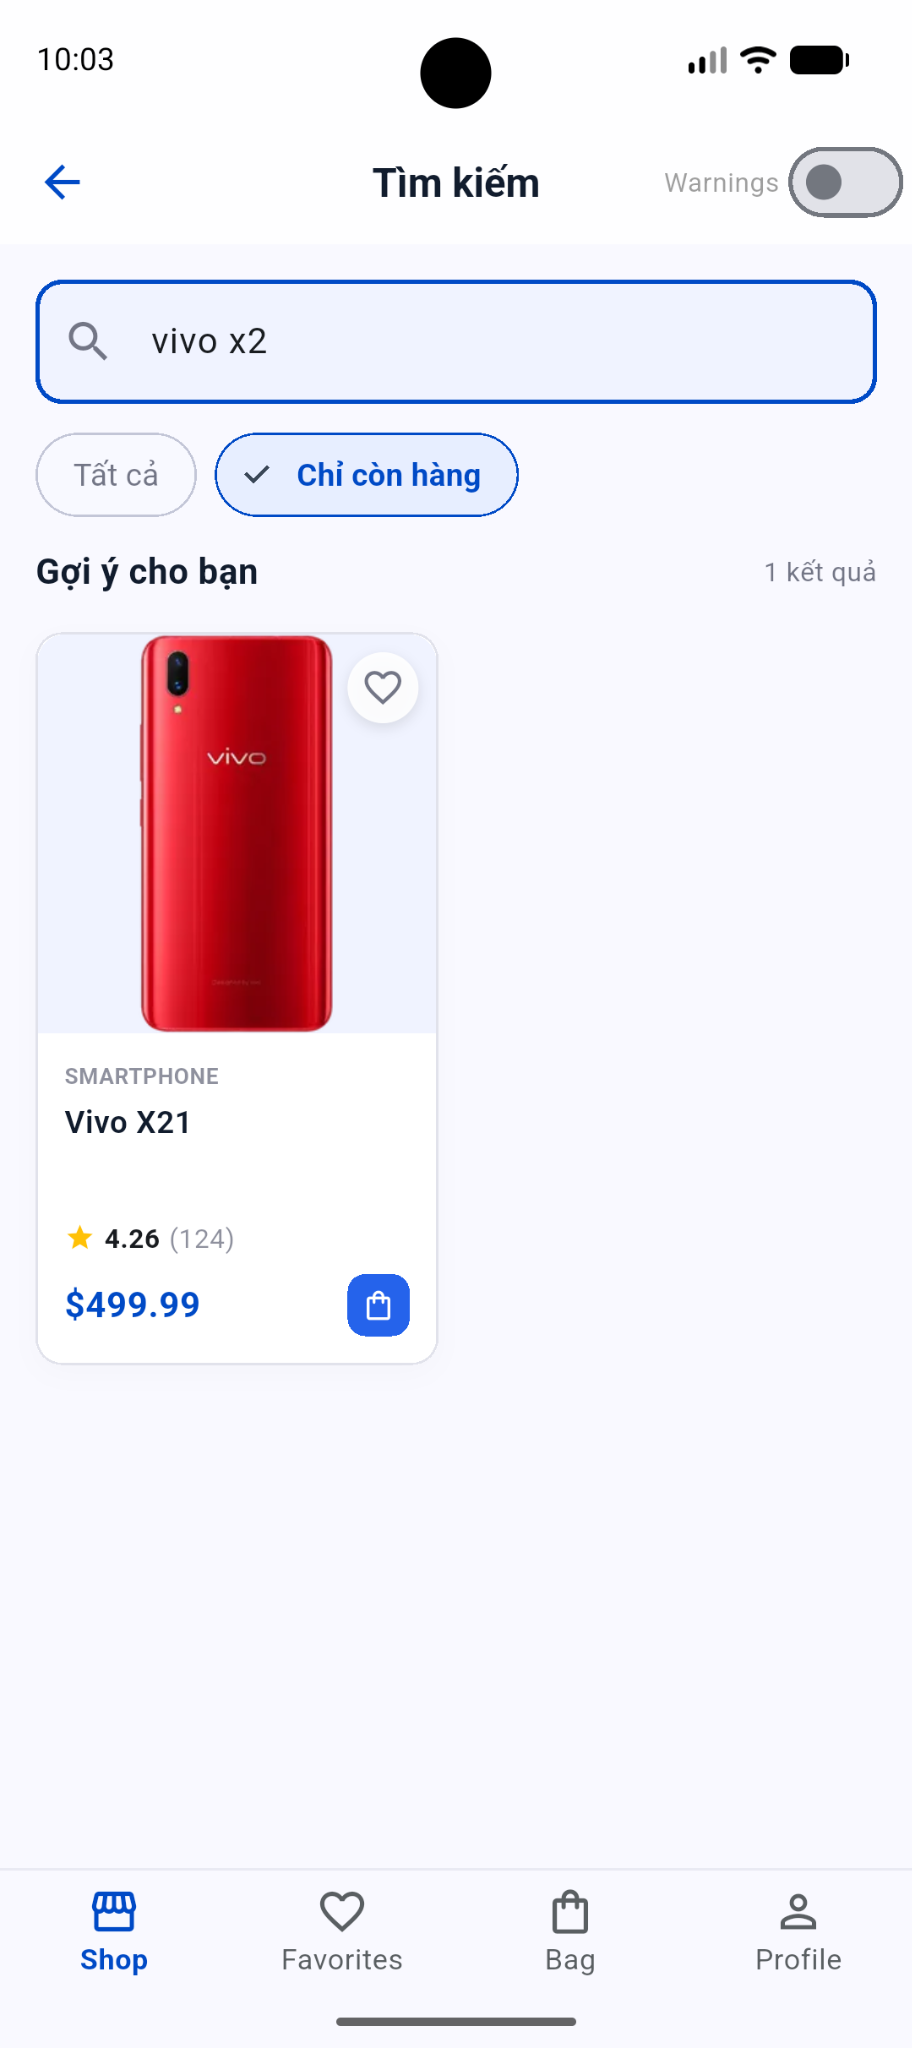 10:03
Tìm kiếm
Warnings
vivo x2
Tất cả
Chỉ còn hàng
Gợi ý cho bạn
1 kết quả
vivo
SMARTPHONE
Vivo X21
4.26 (124)
$499.99
Shop
Favorites
Bag
Profile